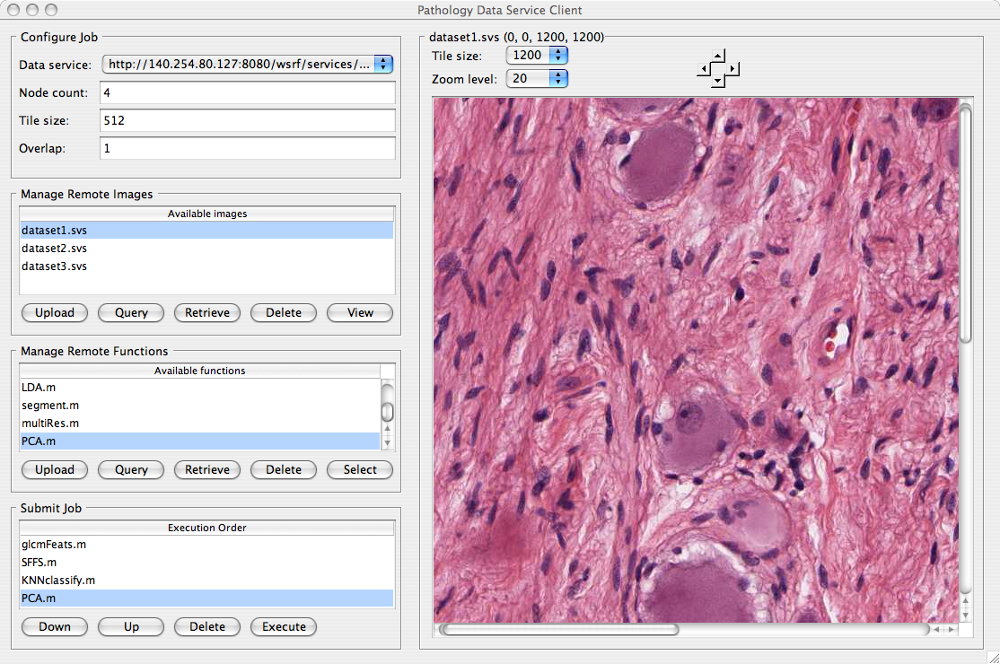 Pathology Data Service Client
Configure Job
Data service: http://140.254.80.127:8080/wsrf/services/...
Node count: 4
Tile size: 512
Overlap: 1
Manage Remote Images
Available images
dataset1.svs
dataset2.svs
dataset3.svs
Upload Query Retrieve Delete View
Manage Remote Functions
Available functions
LDA.m
segment.m
multiRes.m
PCA.m
Upload Query Retrieve Delete Select
Submit Job
Execution Order
glcmFeats.m
SFFS.m
KNNclassify.m
PCA.m
Down Up Delete Execute
dataset1.svs (0, 0, 1200, 1200)
Tile size: 1200
Zoom level: 20